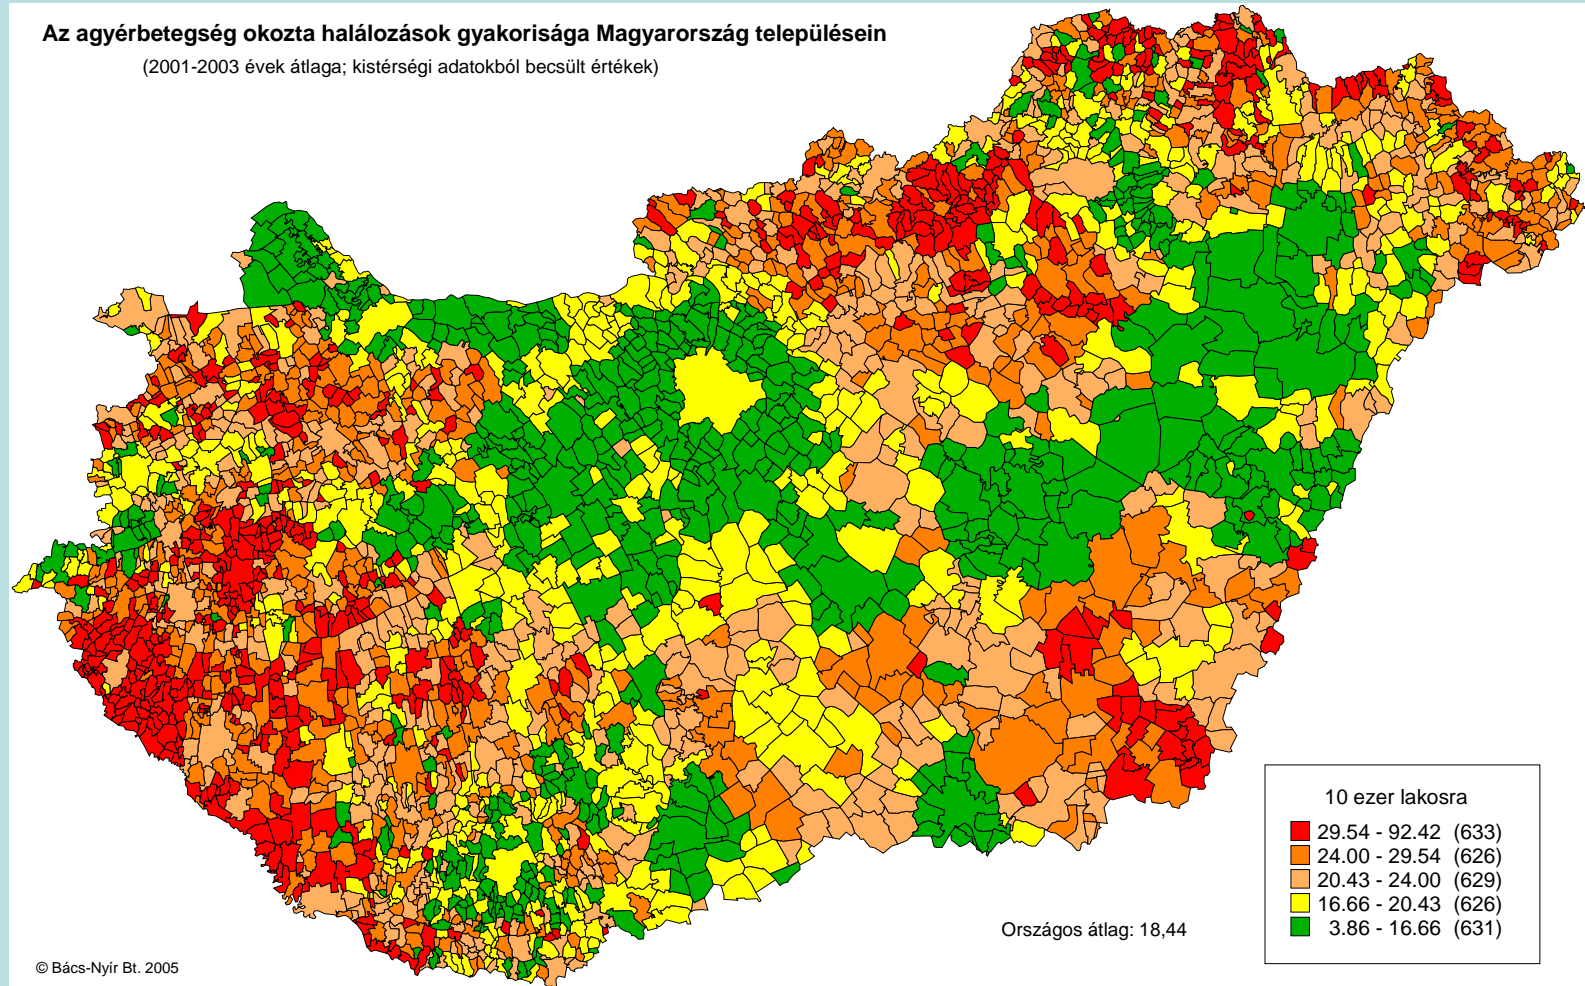 Az agyérbetegség okozta halálozások gyakorisága Magyarország településein
(2001-2003 évek átlaga; kistérségi adatokból becsült értékek)
10 ezer lakosra
29.54 - 92.42 (633)
24.00 - 29.54 (626)
20.43 - 24.00 (629)
16.66 - 20.43 (626)
3.86 - 16.66 (631)
Országos átlag: 18,44
© Bács-Nyír Bt. 2005